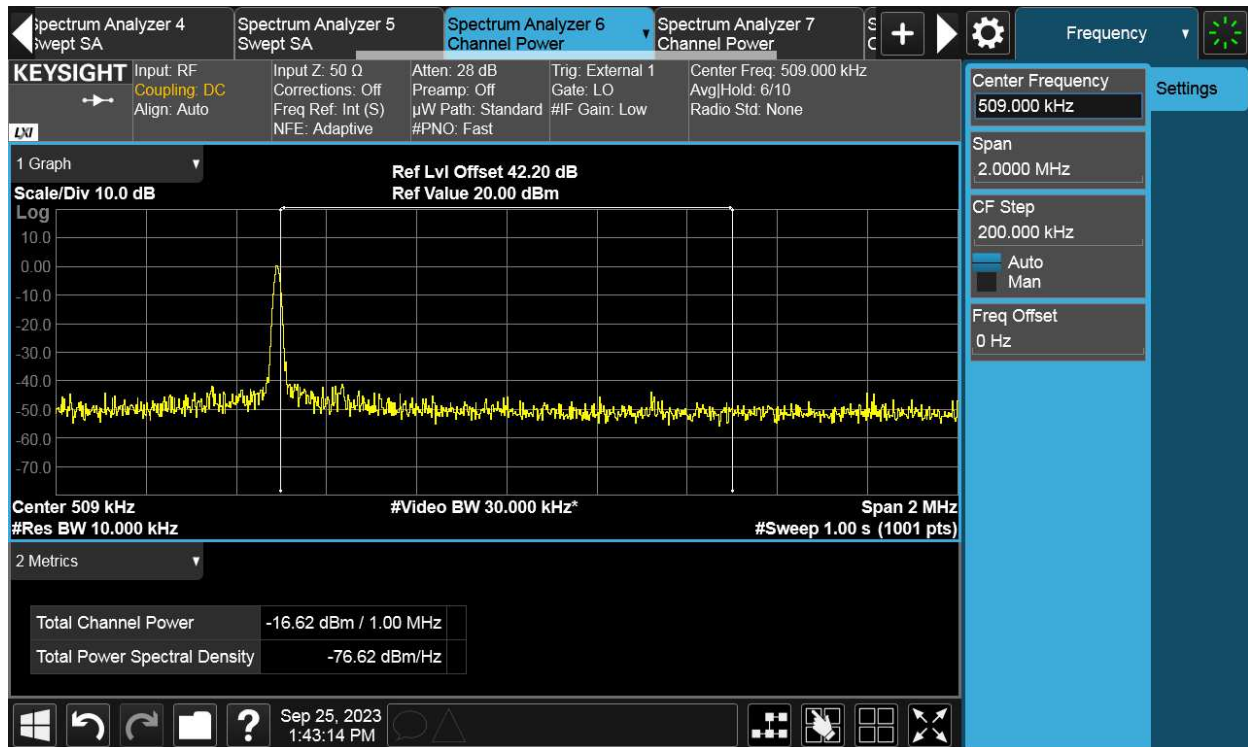 Spectrum Analyzer 4
Swept SA
Spectrum Analyzer 5
Swept SA
Spectrum Analyzer 6
Channel Power
Spectrum Analyzer 7
Channel Power
Frequency
KEYSIGHT
LXI
Input: RF
Coupling: DC
Align: Auto
Input Z: 50 Ω
Corrections: Off
Freq Ref: Int (S)
NFE: Adaptive
Atten: 28 dB
Preamp: Off
µW Path: Standard
#PNO: Fast
Trig: External 1
Gate: LO
#IF Gain: Low
Center Freq: 509.000 kHz
Avg|Hold: 6/10
Radio Std: None
Center Frequency
509.000 kHz
Settings
Span
2.0000 MHz
CF Step
200.000 kHz
Auto
Man
Freq Offset
0 Hz
1 Graph
Scale/Div 10.0 dB
Ref Lvl Offset 42.20 dB
Ref Value 20.00 dBm
Log
10.0
0.00
-10.0
-20.0
-30.0
-40.0
-50.0
-60.0
-70.0
Center 509 kHz
#Video BW 30.000 kHz*
Span 2 MHz
#Res BW 10.000 kHz
#Sweep 1.00 s (1001 pts)
2 Metrics
Total Channel Power -16.62 dBm / 1.00 MHz
Total Power Spectral Density -76.62 dBm/Hz
?
Sep 25, 2023
1:43:14 PM